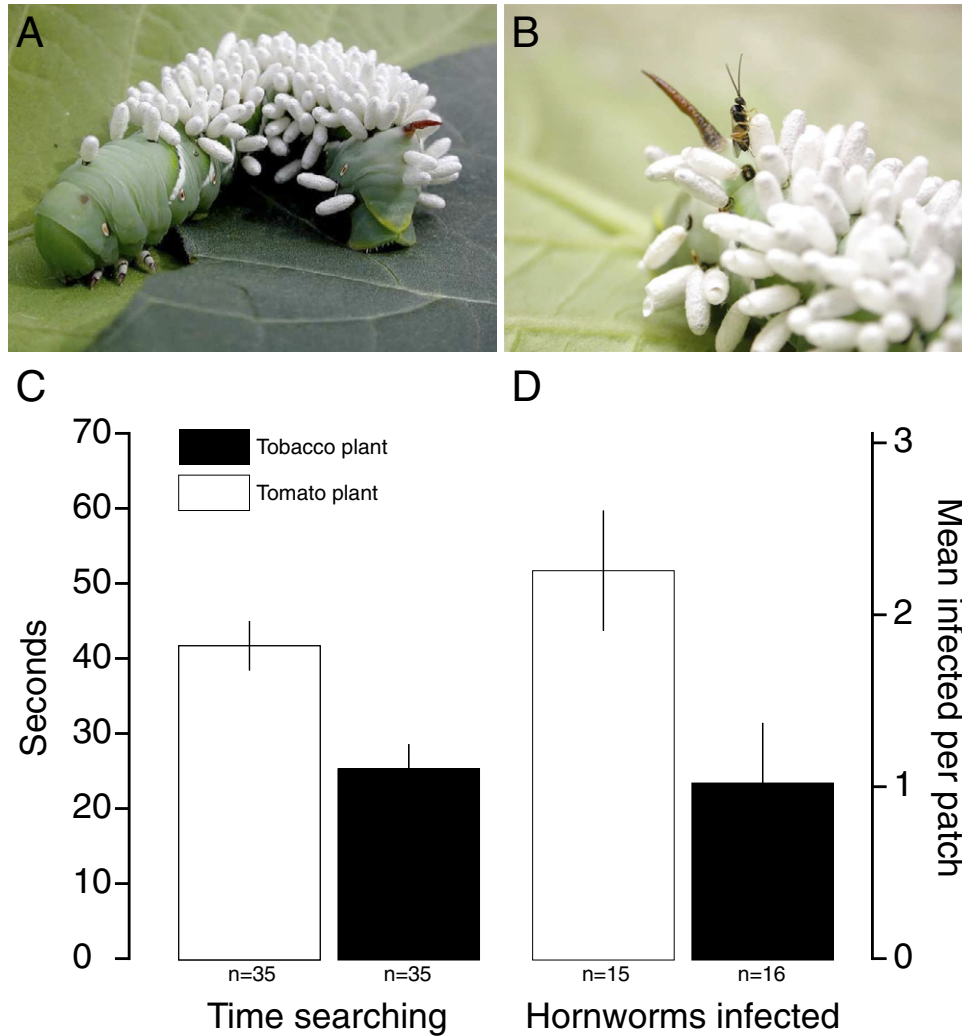 A
B
C
D
70
60
50
40
30
20
10
0
Seconds
Tobacco plant
Tomato plant
3
2
1
0
Mean infected per patch
n=35
n=35
n=15
n=16
Time searching
Hornworms infected